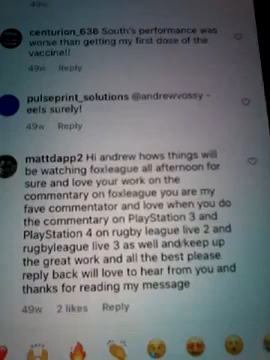 49w
centurion_636 South's performance was
worse than getting my first dose of the
vaccine!!
49w Reply
pulseprint_solutions @andrewvossy -
eels surely!
49w Reply
mattdapp2 Hi andrew hows things will
be watching foxleague all afternoon for
sure and love your work on the
commentary on foxleague you are my
fave commentator and love when you do
the commentary on PlayStation 3 and
PlayStation 4 on rugby league live 2 and
rugbyleague live 3 as well and keep up
the great work and all the best please
reply back will love to hear from you and
thanks for reading my message
49w 2 likes Reply